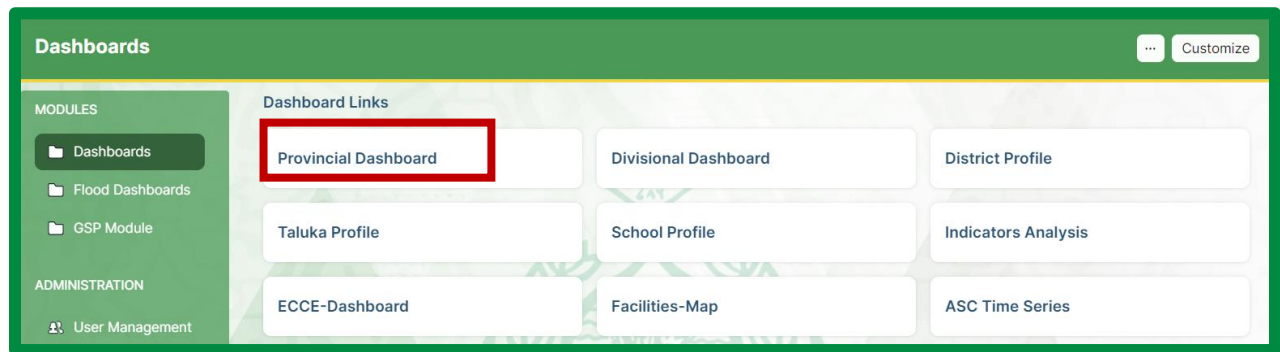 Dashboards
... Customize
MODULES
Dashboards
Flood Dashboards
GSP Module
ADMINISTRATION
User Management
Dashboard Links
Provincial Dashboard
Divisional Dashboard
District Profile
Taluka Profile
School Profile
Indicators Analysis
ECCE-Dashboard
Facilities-Map
ASC Time Series